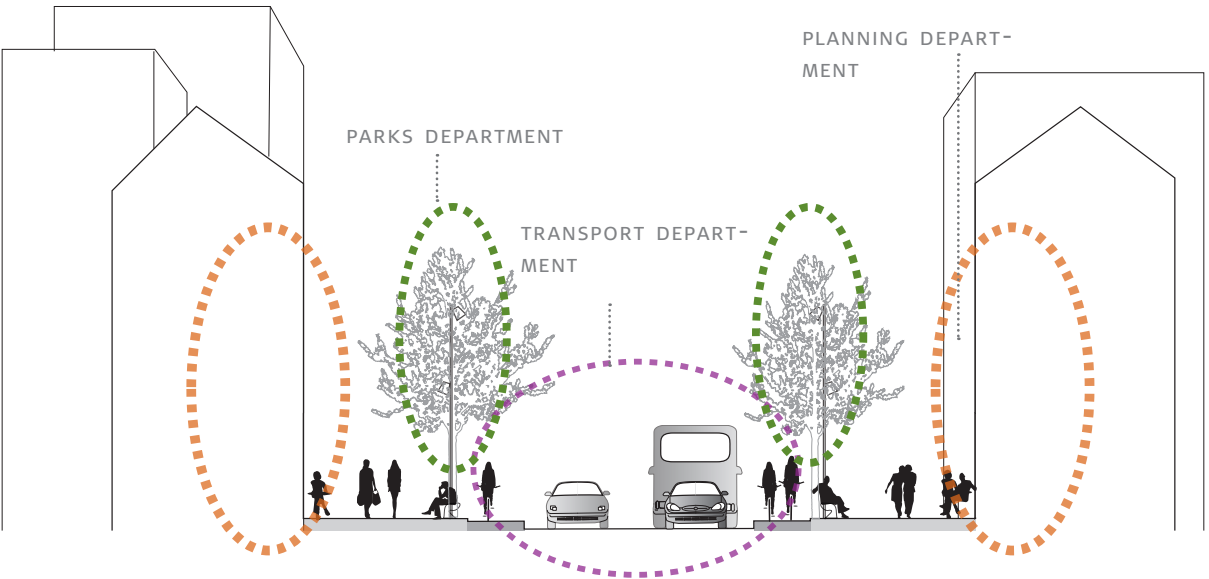 PLANNING DEPART-
MENT
PARKS DEPARTMENT
TRANSPORT DEPART-
MENT